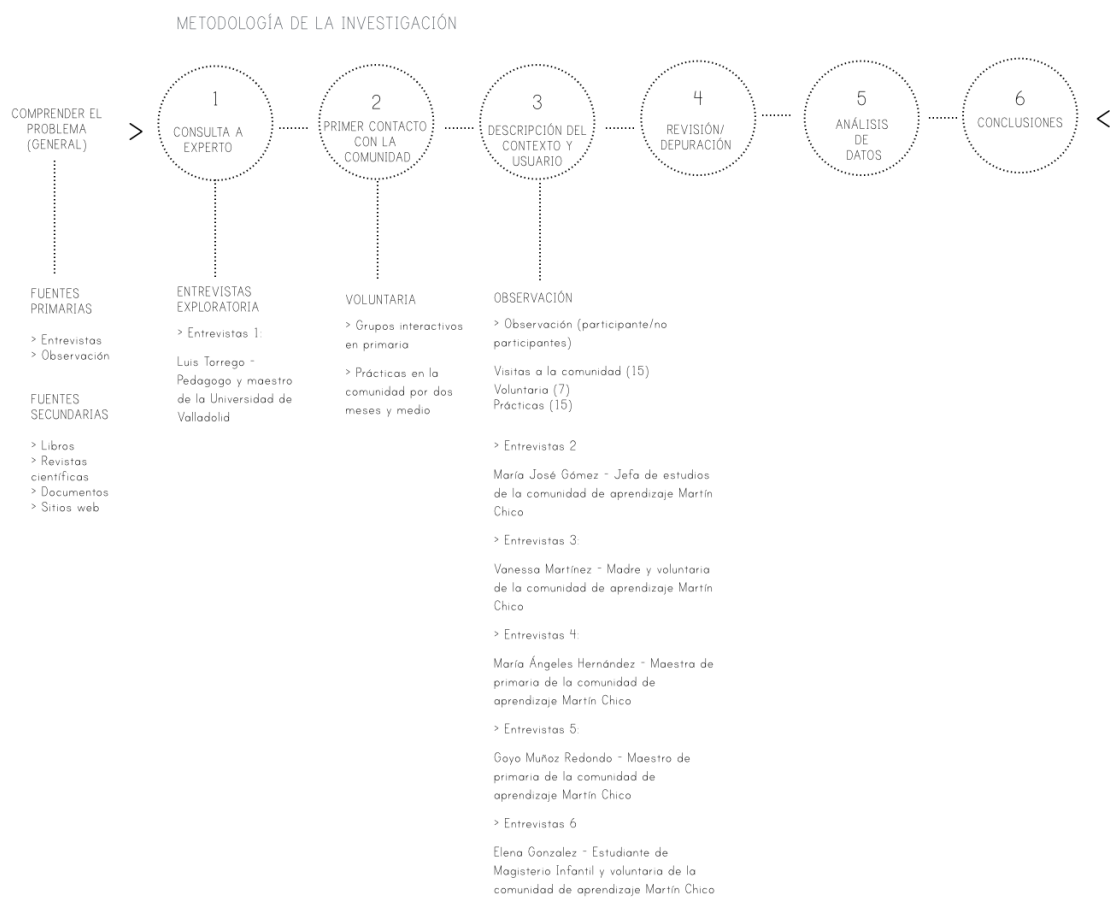 METODOLOGÍA DE LA INVESTIGACIÓN
COMPRENDER EL
PROBLEMA
(GENERAL)
>
1
CONSULTA A
EXPERTO
2
PRIMER CONTACTO
CON LA
COMUNIDAD
3
DESCRIPCIÓN DEL
CONTEXTO Y
USUARIO
4
REVISIÓN/
DEPURACIÓN
5
ANÁLISIS
DE
DATOS
6
CONCLUSIONES
<
FUENTES
PRIMARIAS
> Entrevistas
> Observación
FUENTES
SECUNDARIAS
> Libros
> Revistas
científicas
> Documentos
> Sitios web
ENTREVISTAS
EXPLORATORIA
> Entrevistas 1:
Luis Torrego -
Pedagogo y maestro
de la Universidad de
Valladolid
VOLUNTARIA
> Grupos interactivos
en primaria
> Prácticas en la
comunidad por dos
meses y medio
OBSERVACIÓN
> Observación (participante/no
participantes)
Visitas a la comunidad (15)
Voluntaria (7)
Prácticas (15)
> Entrevistas 2
María José Gómez - Jefa de estudios
de la comunidad de aprendizaje Martín
Chico
> Entrevistas 3:
Vanessa Martínez - Madre y voluntaria
de la comunidad de aprendizaje Martín
Chico
> Entrevistas 4:
María Ángeles Hernández - Maestra de
primaria de la comunidad de
aprendizaje Martín Chico
> Entrevistas 5:
Goyo Muñoz Redondo - Maestro de
primaria de la comunidad de
aprendizaje Martín Chico
> Entrevistas 6
Elena Gonzalez - Estudiante de
Magisterio Infantil y voluntaria de la
comunidad de aprendizaje Martín Chico